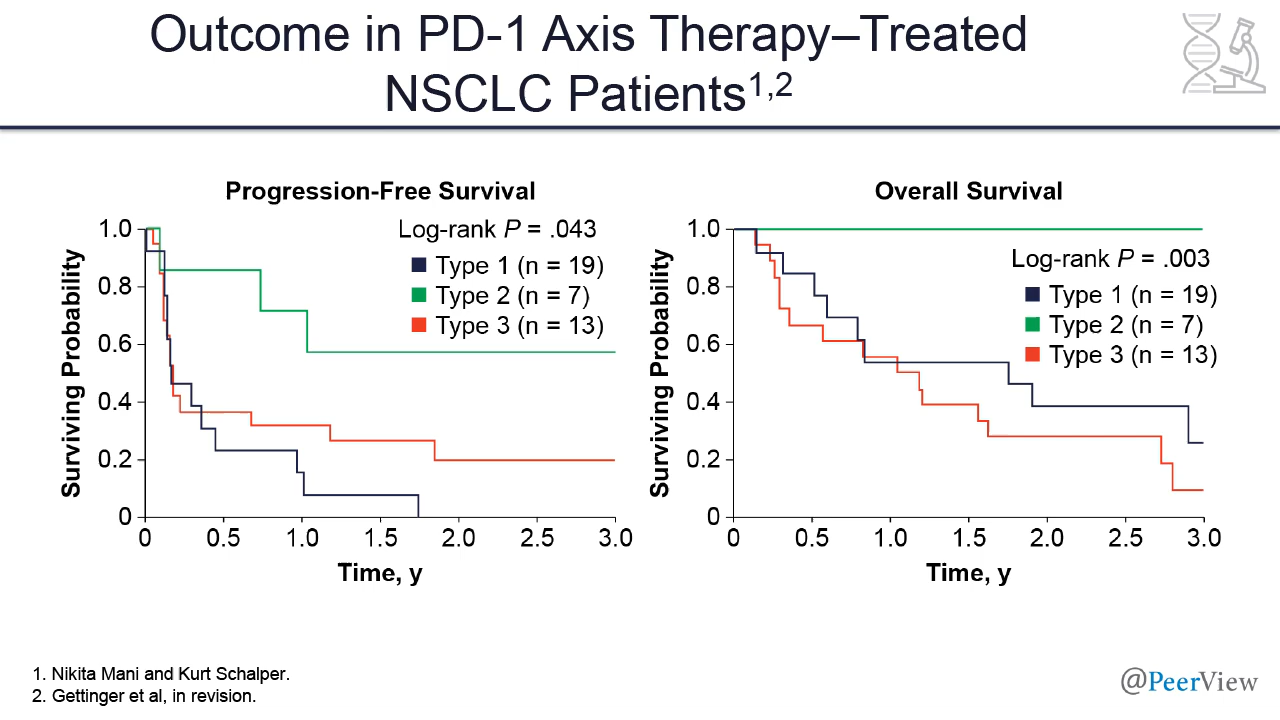 Outcome in PD-1 Axis Therapy–Treated
NSCLC Patients1,2
Progression-Free Survival
Log-rank P = .043
Type 1 (n = 19)
Type 2 (n = 7)
Type 3 (n = 13)
Surviving Probability
1.0
0.8
0.6
0.4
0.2
0
0 0.5 1.0 1.5 2.0 2.5 3.0
Time, y
Overall Survival
Log-rank P = .003
Type 1 (n = 19)
Type 2 (n = 7)
Type 3 (n = 13)
Surviving Probability
1.0
0.8
0.6
0.4
0.2
0
0 0.5 1.0 1.5 2.0 2.5 3.0
Time, y
1. Nikita Mani and Kurt Schalper.
2. Gettinger et al, in revision.
@PeerView